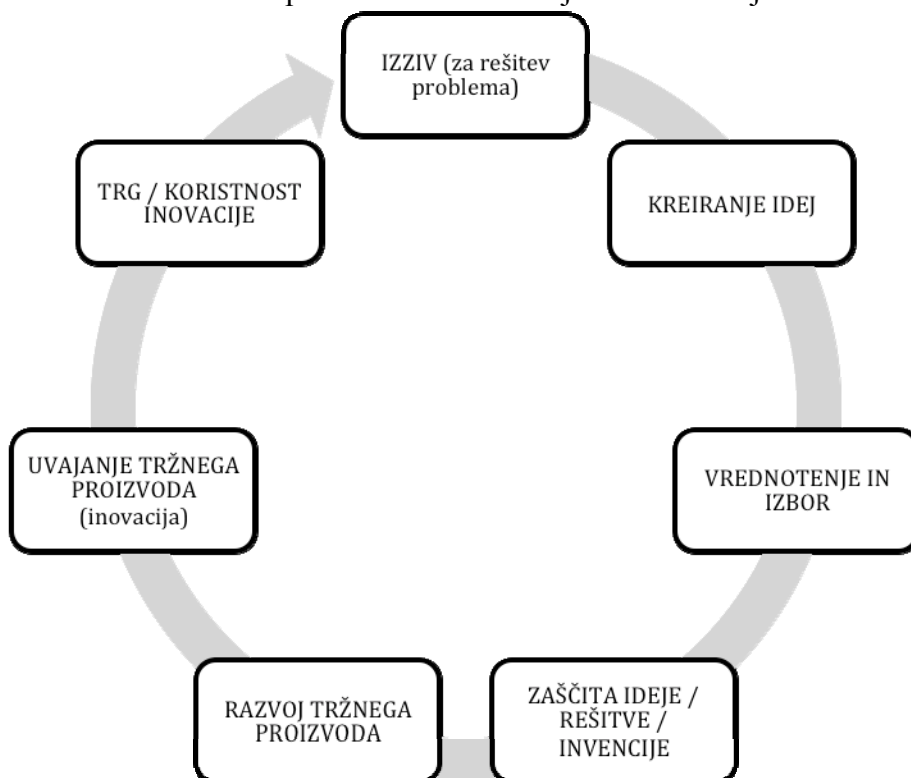 IZZIV (za rešitev
problema)
KREIRANJE IDEJ
VREDNOTENJE IN
IZBOR
ZAŠČITA IDEJE /
REŠITVE /
INVENCIJE
RAZVOJ TRŽNEGA
PROIZVODA
UVAJANJE TRŽNEGA
PROIZVODA
(inovacija)
TRG / KORISTNOST
INOVACIJE